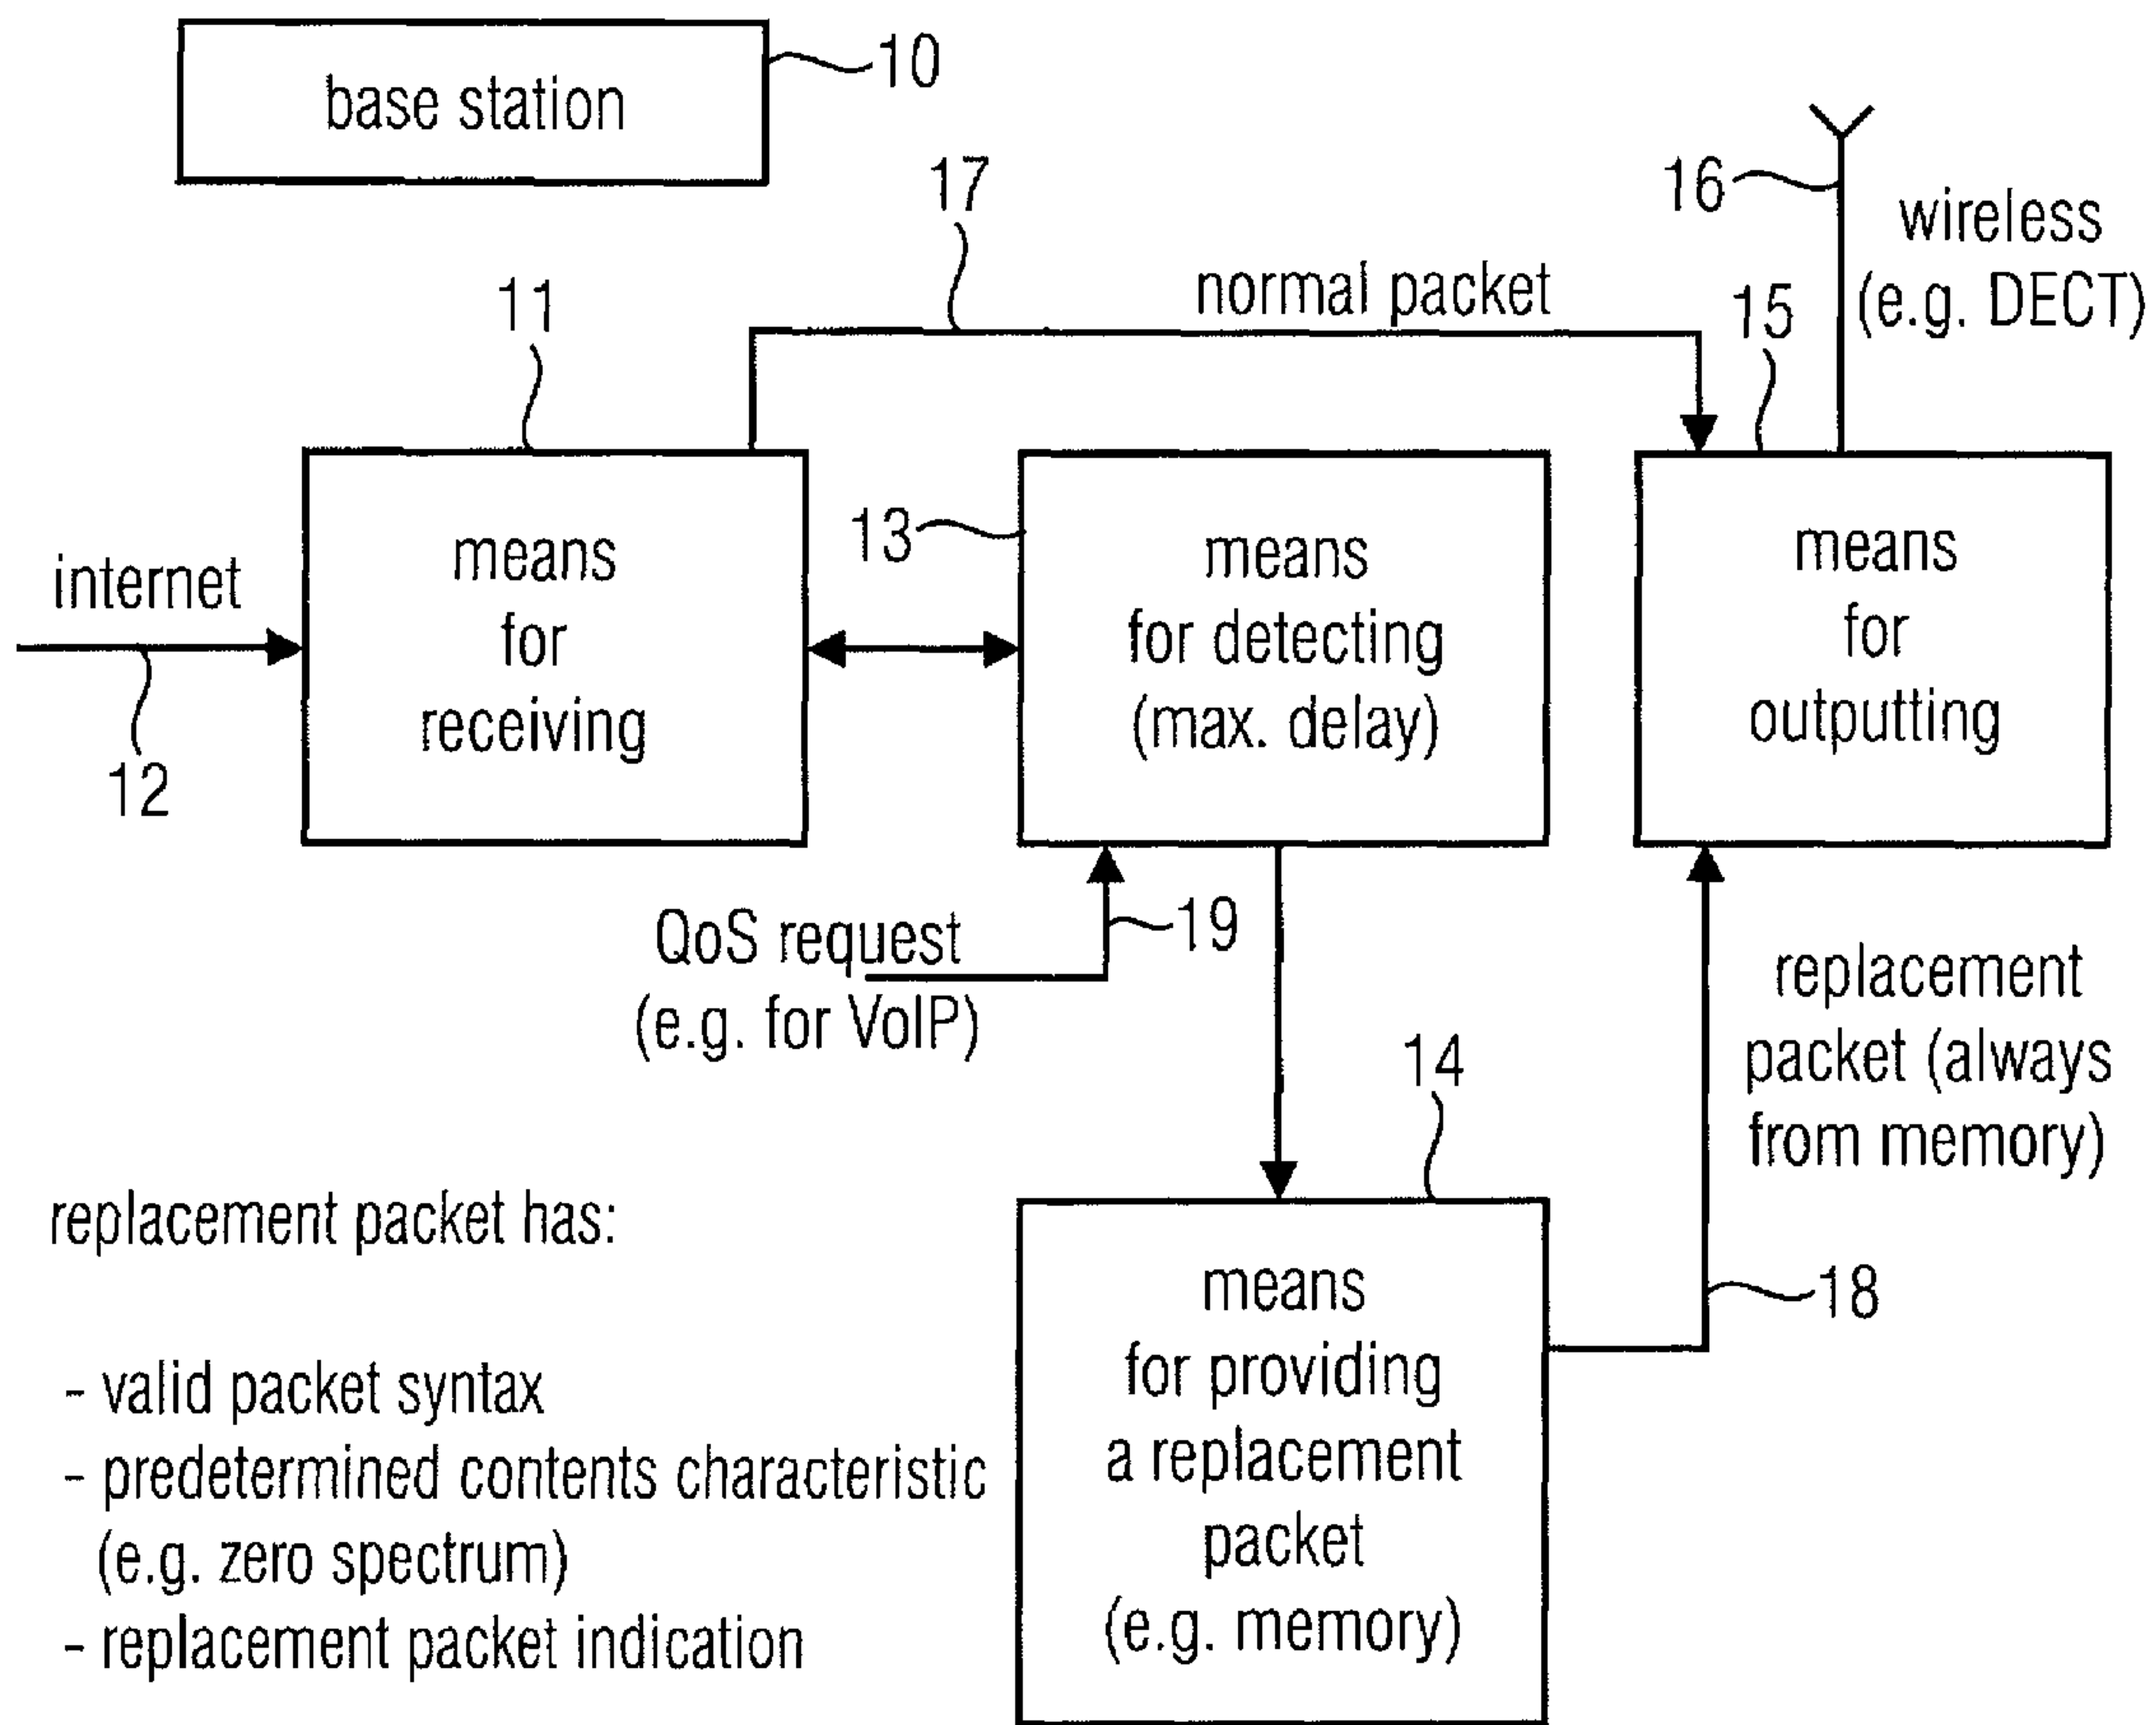 base station
10
17
16
wireless
(e.g. DECT)
normal packet
15
11
internet
12
means
for
receiving
13
means
for detecting
(max. delay)
means
for
outputting
QoS request
(e.g. for VoIP)
19
replacement
packet (always
from memory)
14
18
means
for providing
a replacement
packet
(e.g. memory)
replacement packet has:
- valid packet syntax
- predetermined contents characteristic
(e.g. zero spectrum)
- replacement packet indication